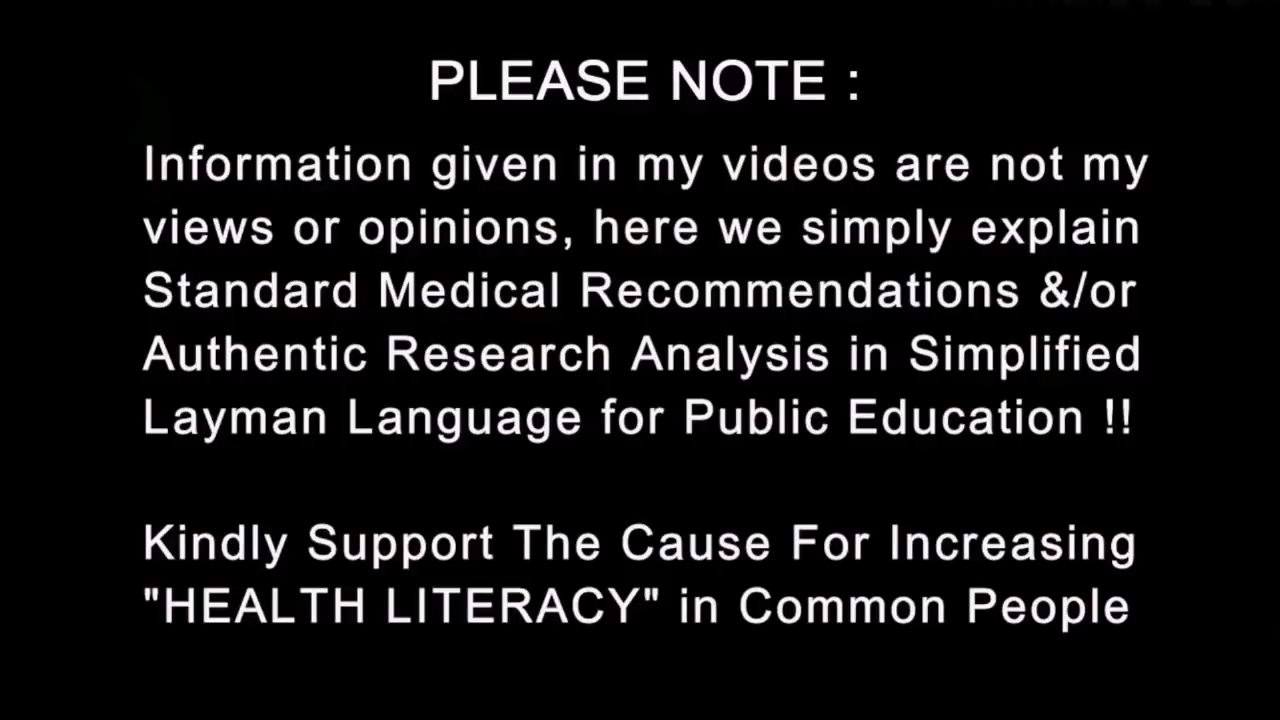 PLEASE NOTE :
Information given in my videos are not my
views or opinions, here we simply explain
Standard Medical Recommendations &/or
Authentic Research Analysis in Simplified
Layman Language for Public Education !!
Kindly Support The Cause For Increasing
"HEALTH LITERACY" in Common People